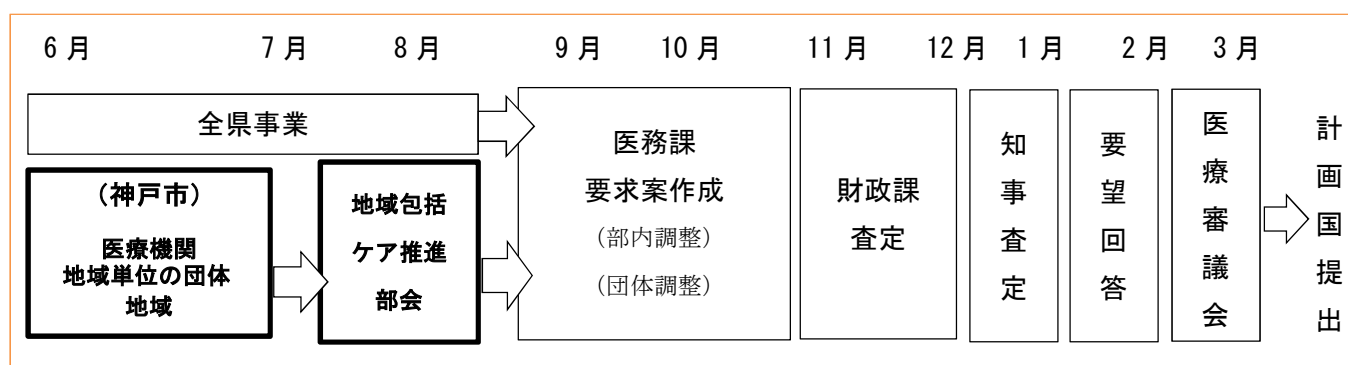 6月 7月 8月 9月 10月 11月 12月 1月 2月 3月
全県事業
(神戸市)
医療機関
地域単位の団体
地域
地域包括
ケア推進
部会
医務課
要求案作成
(部内調整)
(団体調整)
財政課
査定
知事査定
要望回答
医療審議会
計画国提出